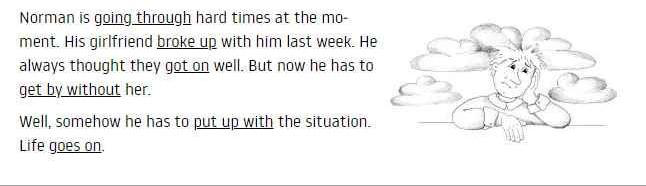 Norman is going through hard times at the mo-
ment. His girlfriend broke up with him last week. He
always thought they got on well. But now he has to
get by without her.
Well, somehow he has to put up with the situation.
Life goes on.